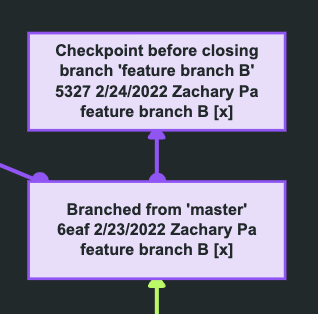 Checkpoint before closing
branch 'feature branch B'
5327 2/24/2022 Zachary Pa
feature branch B [x]
Branched from 'master'
6eaf 2/23/2022 Zachary Pa
feature branch B [x]